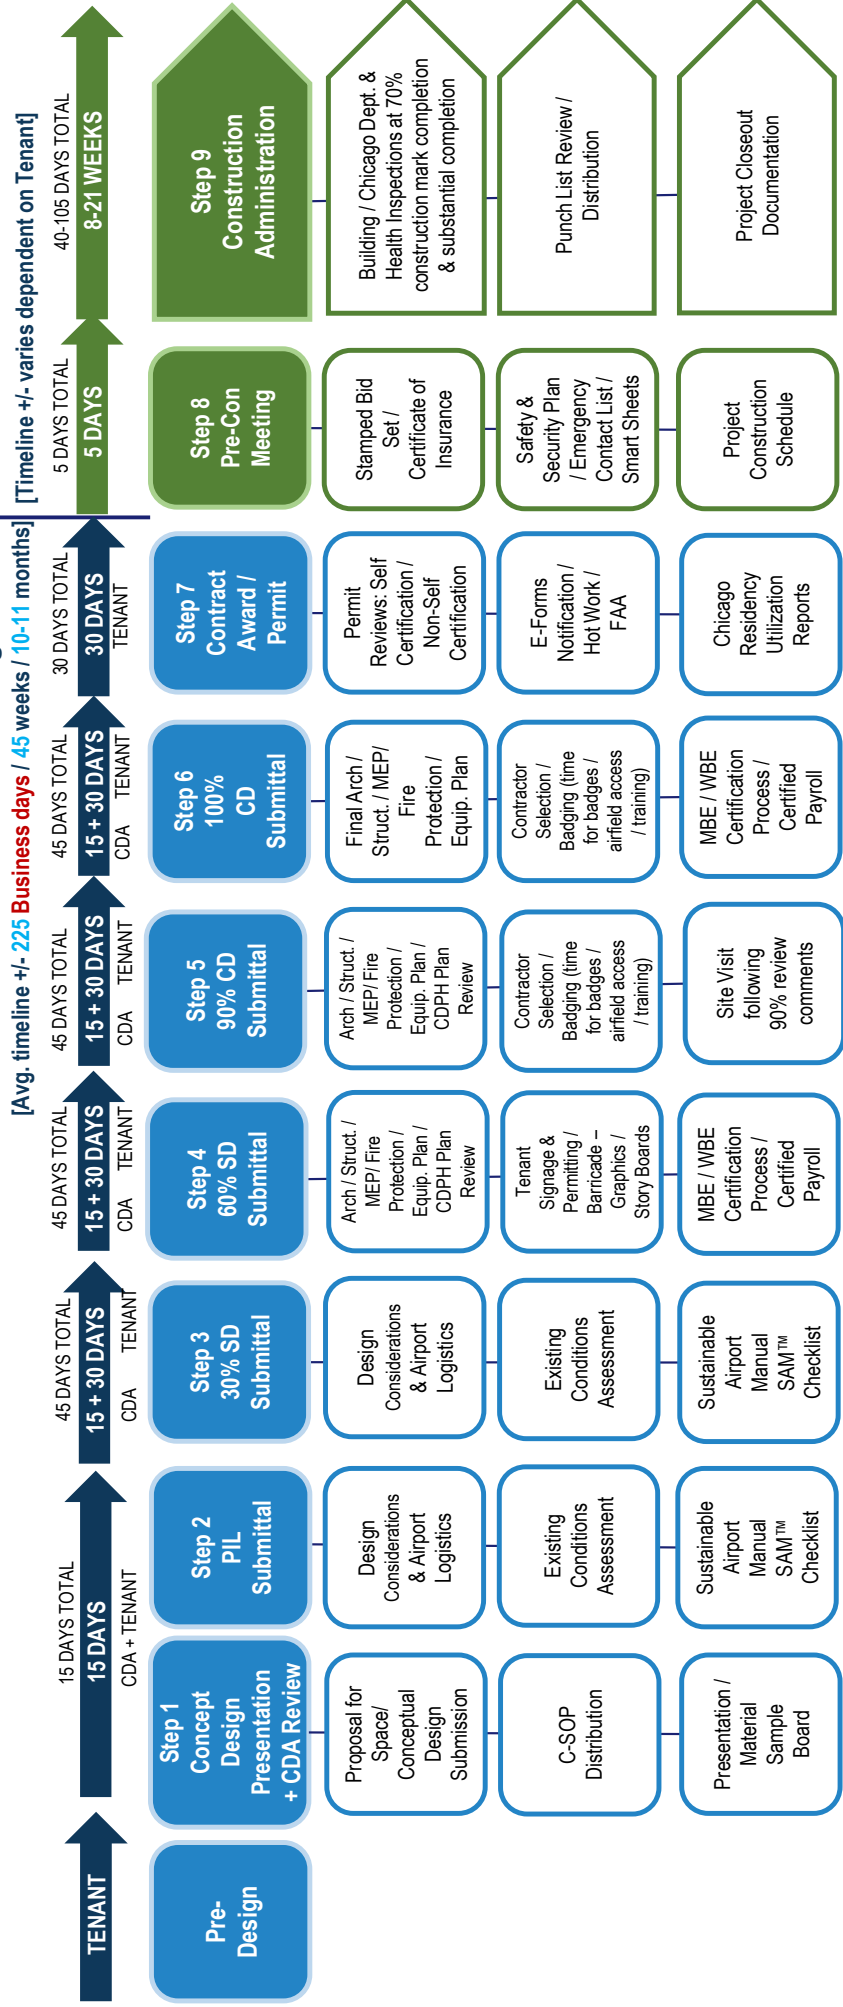 [Avg. timeline +/- 225 Business days / 45 weeks / 10-11 months]
[Timeline +/- varies dependent on Tenant]
15 DAYS TOTAL
45 DAYS TOTAL
45 DAYS TOTAL
45 DAYS TOTAL
45 DAYS TOTAL
30 DAYS TOTAL
5 DAYS TOTAL
40-105 DAYS TOTAL
TENANT
15 DAYS
15 + 30 DAYS
15 + 30 DAYS
15 + 30 DAYS
15 + 30 DAYS
30 DAYS
5 DAYS
8-21 WEEKS
CDA + TENANT
CDA TENANT
CDA TENANT
CDA TENANT
CDA TENANT
TENANT
Pre-
Design
Step 1
Concept
Design
Presentation
+ CDA Review
Proposal for
Space/
Conceptual
Design
Submission
C-SOP
Distribution
Presentation /
Material
Sample
Board
Step 2
PIL
Submittal
Design
Considerations
& Airport
Logistics
Existing
Conditions
Assessment
Sustainable
Airport
Manual
SAM™
Checklist
Step 3
30% SD
Submittal
Design
Considerations
& Airport
Logistics
Existing
Conditions
Assessment
Sustainable
Airport
Manual
SAM™
Checklist
Step 4
60% SD
Submittal
Arch / Struct. /
MEP/ Fire
Protection /
Equip. Plan /
CDPH Plan
Review
Tenant
Signage &
Permitting /
Barricade –
Graphics /
Story Boards
MBE / WBE
Certification
Process /
Certified
Payroll
Step 5
90% CD
Submittal
Arch / Struct. /
MEP/ Fire
Protection /
Equip. Plan /
CDPH Plan
Review
Contractor
Selection /
Badging (time
for badges /
airfield access
/ training)
Site Visit
following
90% review
comments
Step 6
100%
CD
Submittal
Final Arch /
Struct. / MEP/
Fire
Protection /
Equip. Plan
Contractor
Selection /
Badging (time
for badges /
airfield access
/ training)
MBE / WBE
Certification
Process /
Certified
Payroll
Step 7
Contract
Award /
Permit
Permit
Reviews: Self
Certification /
Non-Self
Certification
E-Forms
Notification /
Hot Work /
FAA
Chicago
Residency
Utilization
Reports
Step 8
Pre-Con
Meeting
Stamped Bid
Set /
Certificate of
Insurance
Safety &
Security Plan
/ Emergency
Contact List /
Smart Sheets
Project
Construction
Schedule
Step 9
Construction
Administration
Building / Chicago Dept. &
Health Inspections at 70%
construction mark completion
& substantial completion
Punch List Review /
Distribution
Project Closeout
Documentation